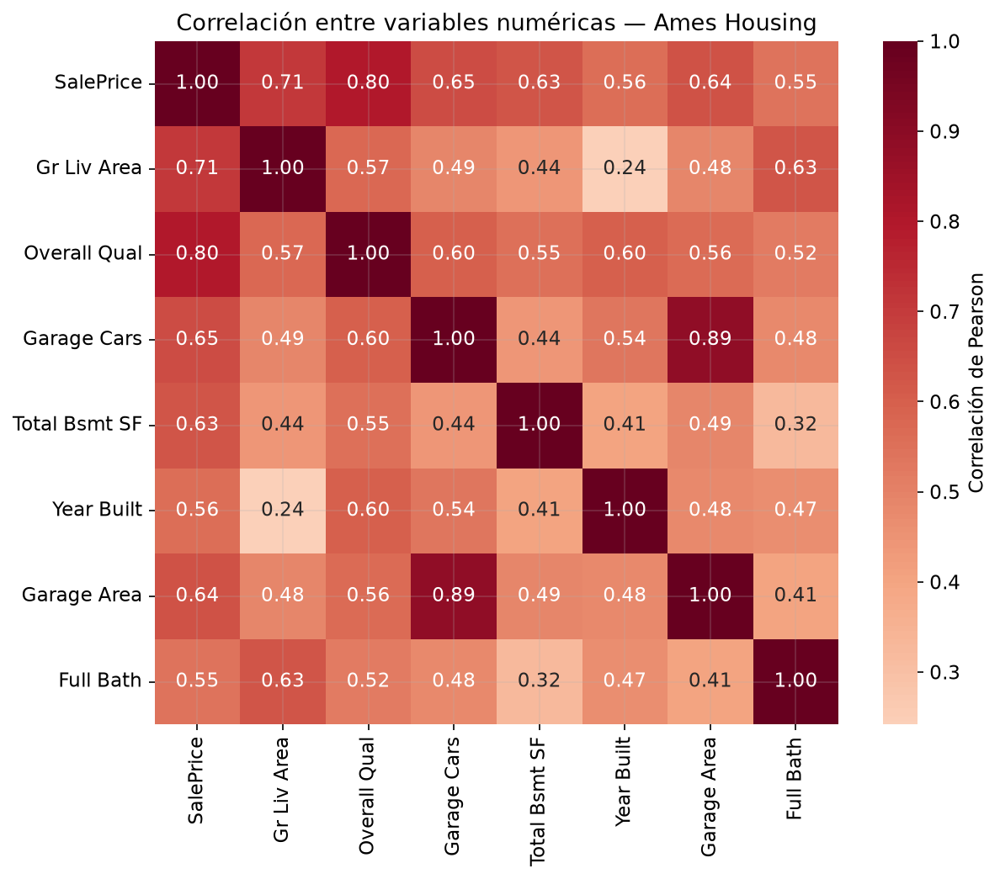 Correlación entre variables numéricas — Ames Housing
SalePrice 1.00 0.71 0.80 0.65 0.63 0.56 0.64 0.55
Gr Liv Area 0.71 1.00 0.57 0.49 0.44 0.24 0.48 0.63
Overall Qual 0.80 0.57 1.00 0.60 0.55 0.60 0.56 0.52
Garage Cars 0.65 0.49 0.60 1.00 0.44 0.54 0.89 0.48
Total Bsmt SF 0.63 0.44 0.55 0.44 1.00 0.41 0.49 0.32
Year Built 0.56 0.24 0.60 0.54 0.41 1.00 0.48 0.47
Garage Area 0.64 0.48 0.56 0.89 0.49 0.48 1.00 0.41
Full Bath 0.55 0.63 0.52 0.48 0.32 0.47 0.41 1.00
SalePrice
Gr Liv Area
Overall Qual
Garage Cars
Total Bsmt SF
Year Built
Garage Area
Full Bath
1.0
0.9
0.8
0.7
0.6
0.5
0.4
0.3
Correlación de Pearson